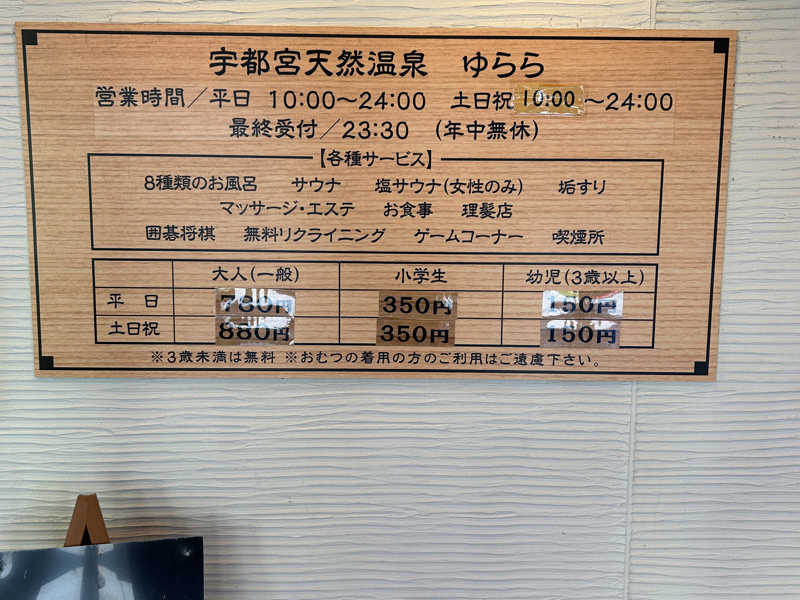 宇都宮天然温泉　ゆらら
営業時間／平日 10:00～24:00　土日祝 10:00～24:00
最終受付／23:30　(年中無休)
【各種サービス】
8種類のお風呂　サウナ　塩サウナ(女性のみ)　垢すり
マッサージ・エステ　お食事　理髪店
囲碁将棋　無料リクライニング　ゲームコーナー　喫煙所
大人(一般)　小学生　幼児(3歳以上)
平　日　780円　350円　150円
土日祝　880円　350円　150円
※3歳未満は無料 ※おむつの着用の方のご利用はご遠慮下さい。